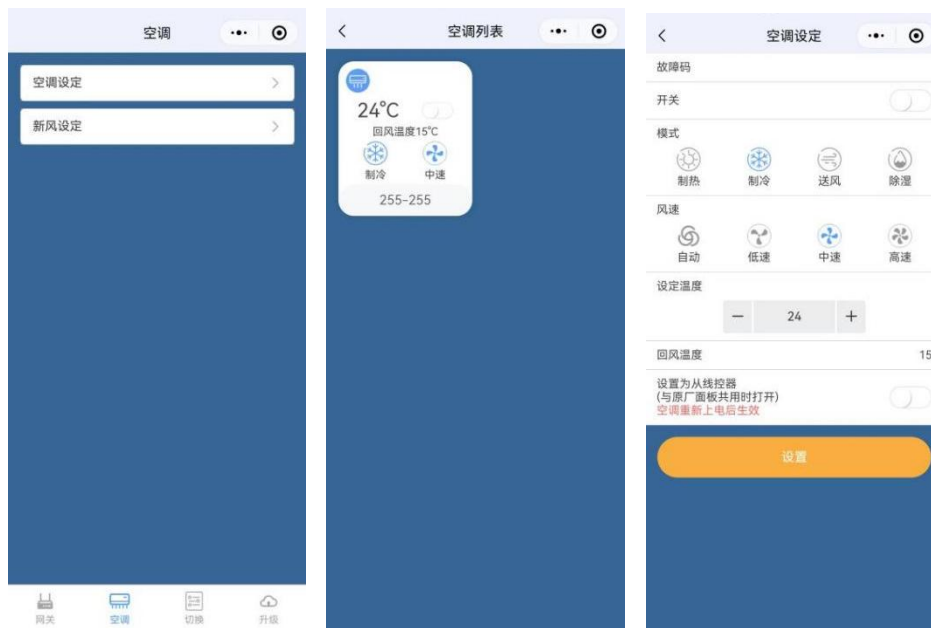 空调
空调设定
新风设定
网关
空调
切换
升级
空调列表
24°C
回风温度15°C
制冷 中速
255-255
空调设定
故障码
开关
模式
制热 制冷 送风 除湿
风速
自动 低速 中速 高速
设定温度
— 24 +
回风温度 15
设置为从线控器
(与原厂面板共用时打开)
空调重新上电后生效
设置